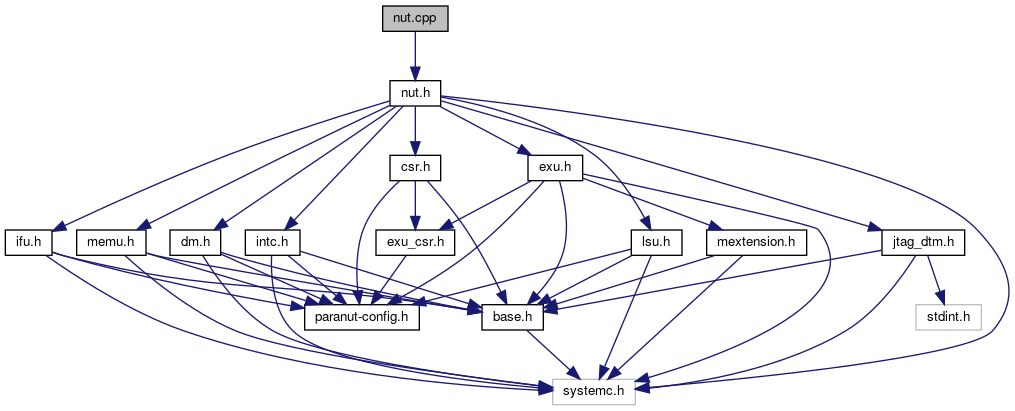 nut.cpp
nut.h
csr.h
exu.h
ifu.h
memu.h
dm.h
intc.h
exu_csr.h
lsu.h
mextension.h
jtag_dtm.h
paranut-config.h
base.h
stdint.h
systemc.h